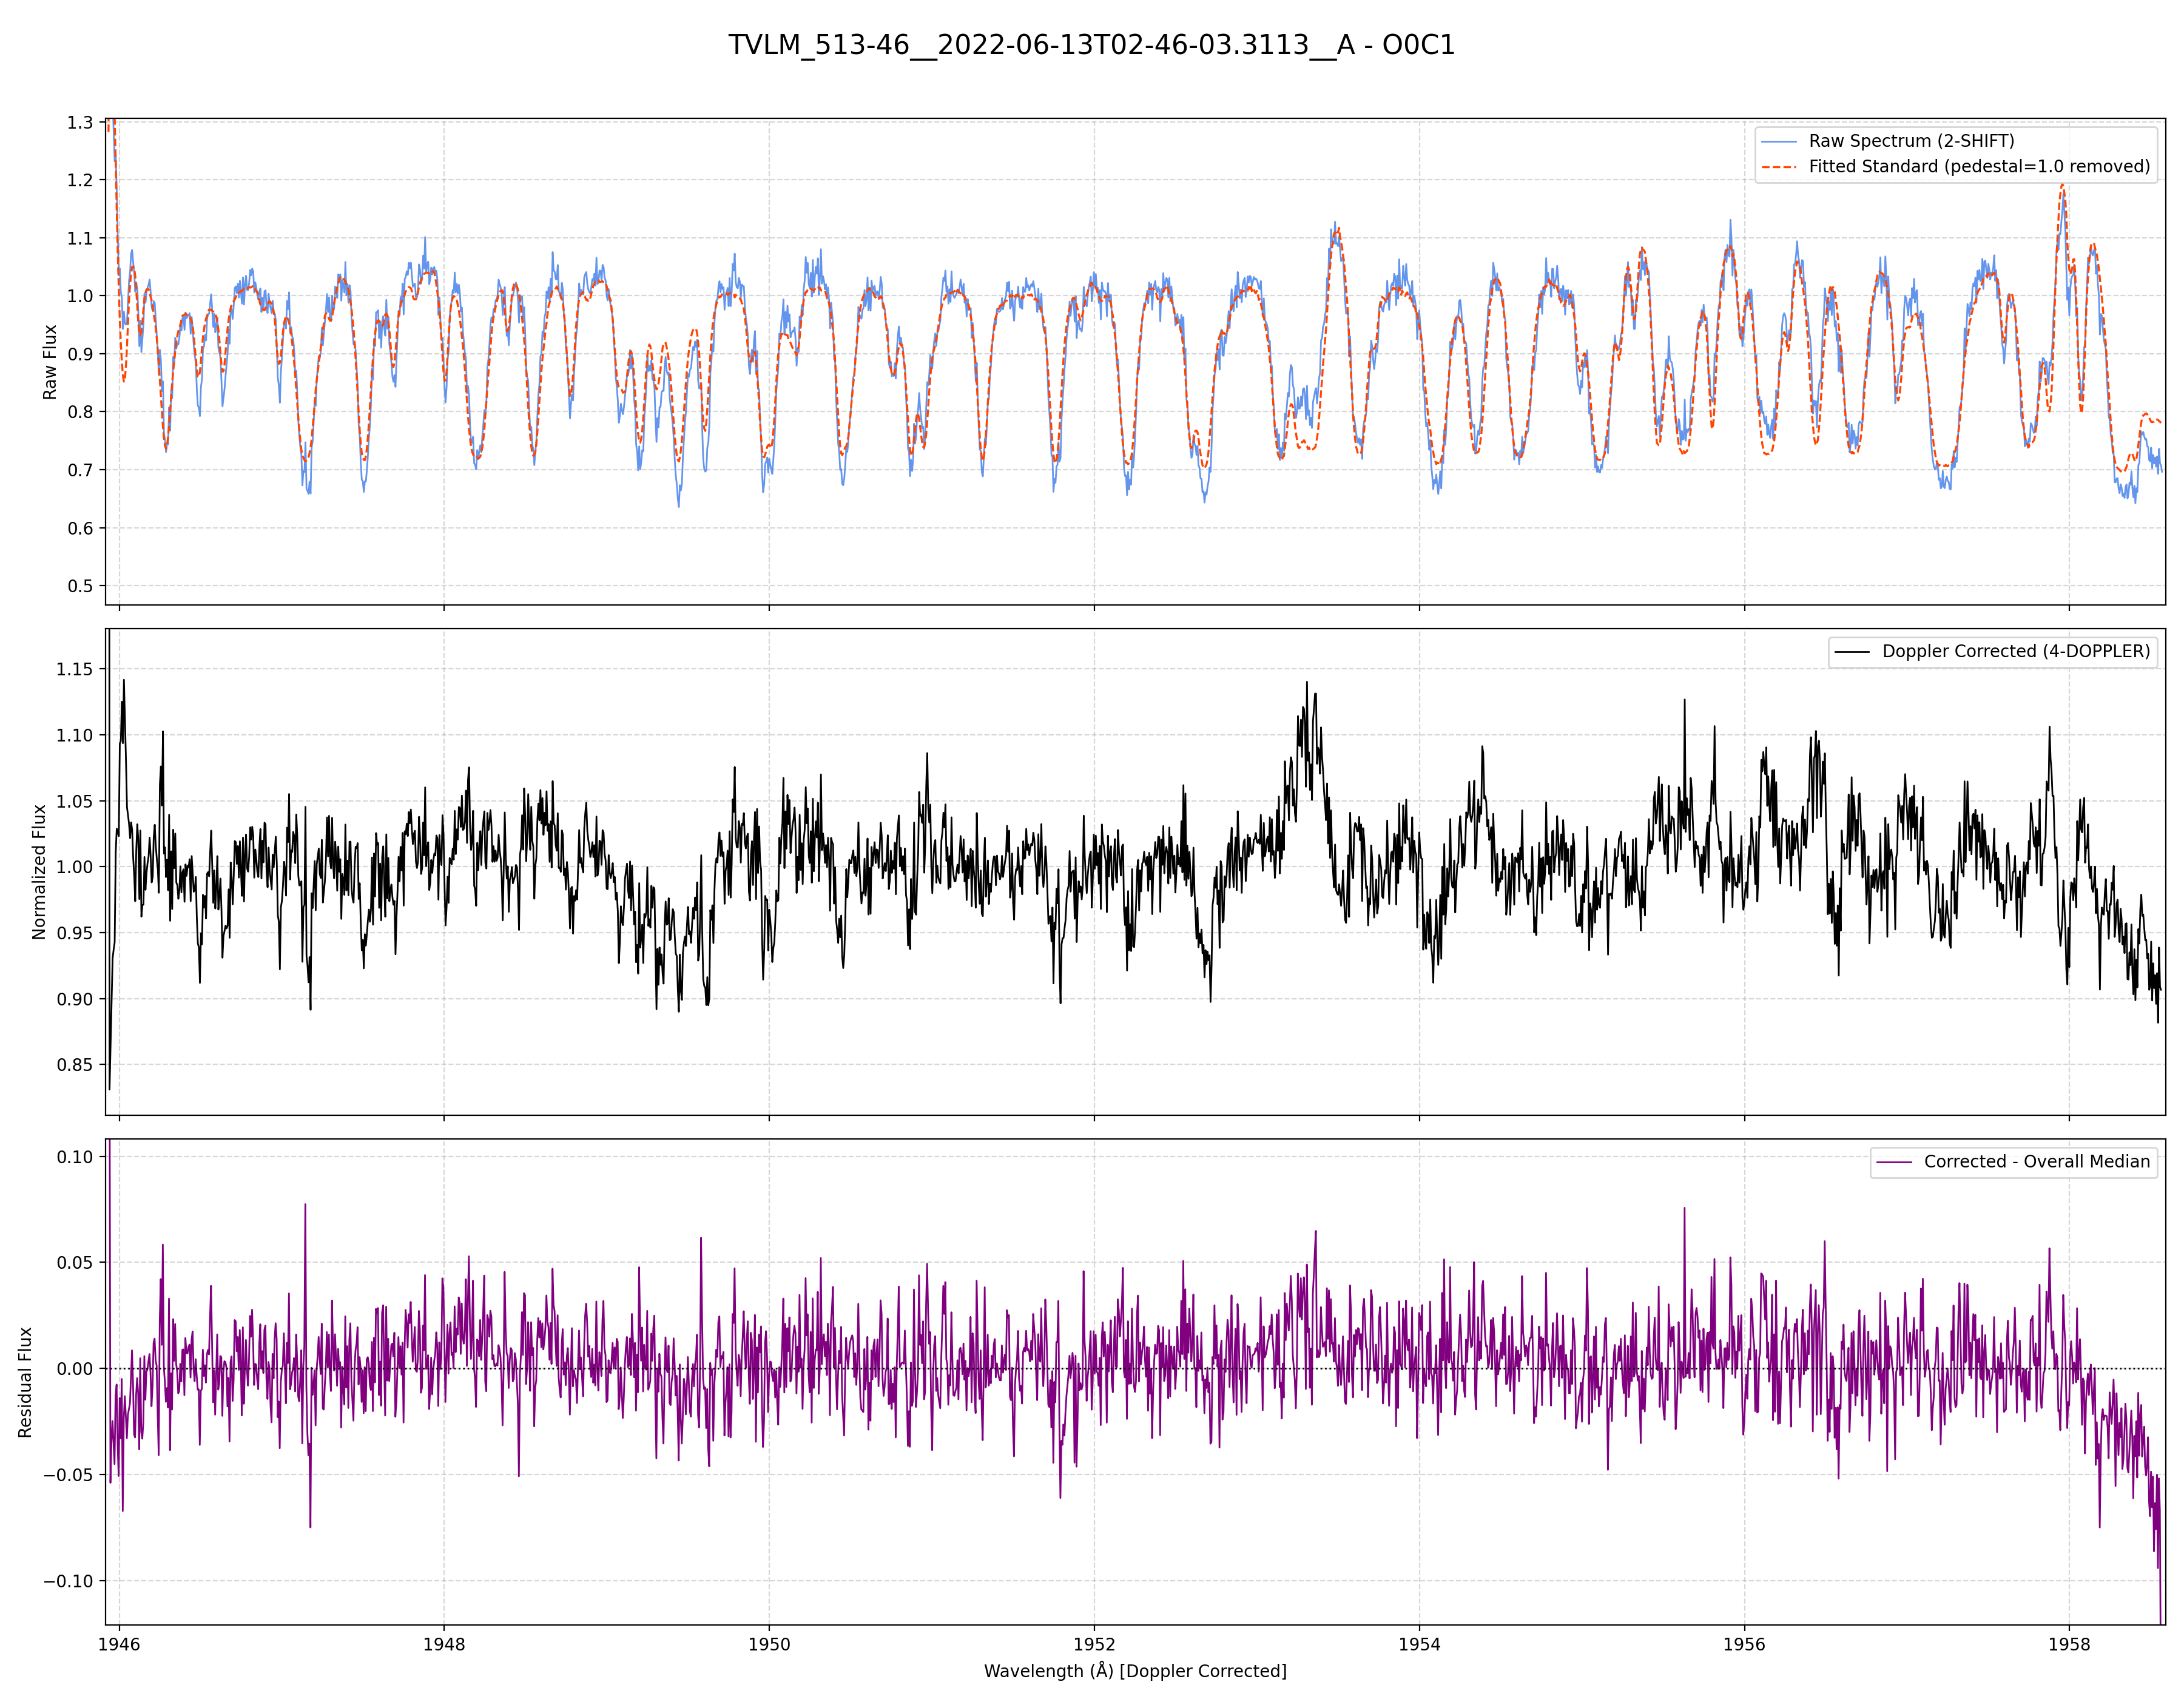 TVLM_513-46__2022-06-13T02-46-03.3113__A - O0C1
1.3
1.2
1.1
1.0
0.9
0.8
0.7
0.6
0.5
Raw Flux
Raw Spectrum (2-SHIFT)
Fitted Standard (pedestal=1.0 removed)
1.15
1.10
1.05
1.00
0.95
0.90
0.85
Normalized Flux
Doppler Corrected (4-DOPPLER)
0.10
0.05
0.00
−0.05
−0.10
Residual Flux
Corrected - Overall Median
1946 1948 1950 1952 1954 1956 1958
Wavelength (Å) [Doppler Corrected]